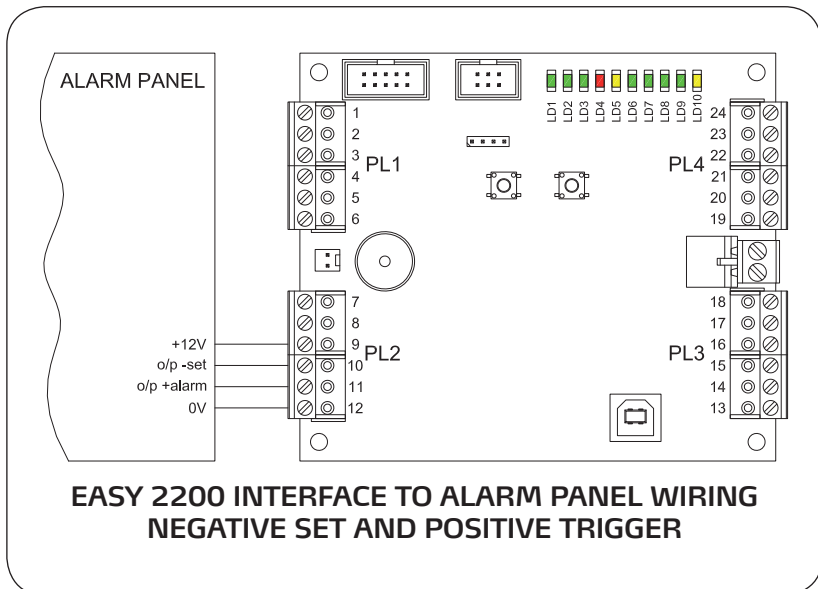 ALARM PANEL
+12V
o/p -set
o/p +alarm
0V
1
2
3
4
5
6
PL1
7
8
9
10
11
12
PL2
LD1
LD2
LD3
LD4
LD5
LD6
LD7
LD8
LD9
LD10
24
23
22
21
20
19
PL4
18
17
16
15
14
13
PL3
EASY 2200 INTERFACE TO ALARM PANEL WIRING
NEGATIVE SET AND POSITIVE TRIGGER